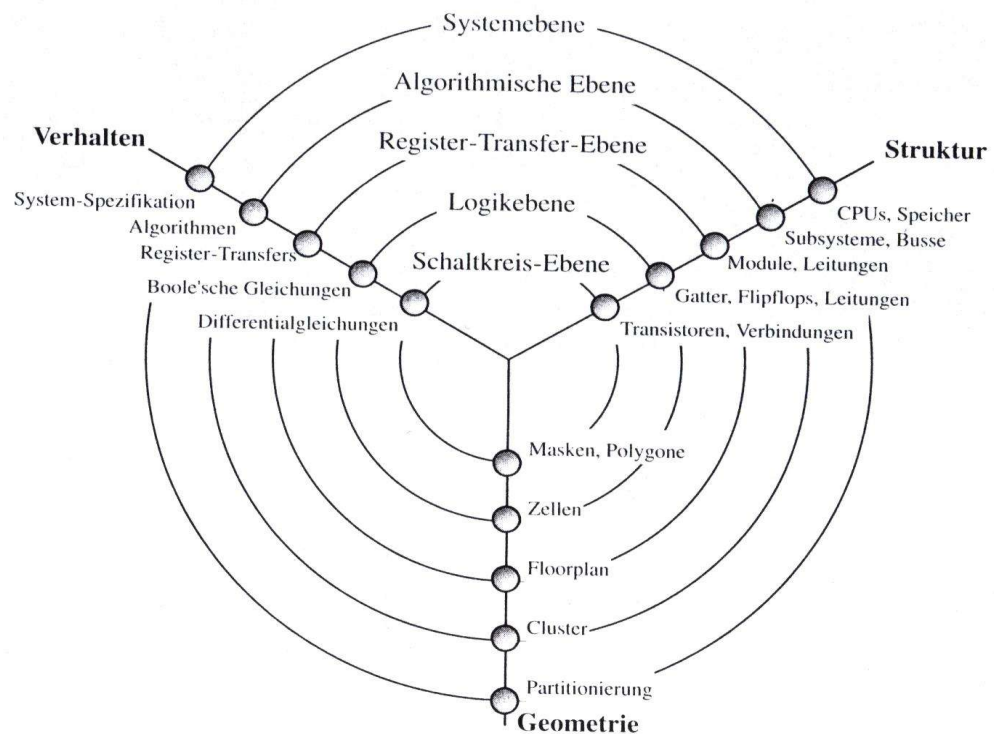 Systemebene
Algorithmische Ebene
Register-Transfer-Ebene
Logikebene
Schaltkreis-Ebene
Verhalten
System-Spezifikation
Algorithmen
Register-Transfers
Boole'sche Gleichungen
Differentialgleichungen
Struktur
CPUs, Speicher
Subsysteme, Busse
Module, Leitungen
Gatter, Flipflops, Leitungen
Transistoren, Verbindungen
Masken, Polygone
Zellen
Floorplan
Cluster
Partitionierung
Geometrie